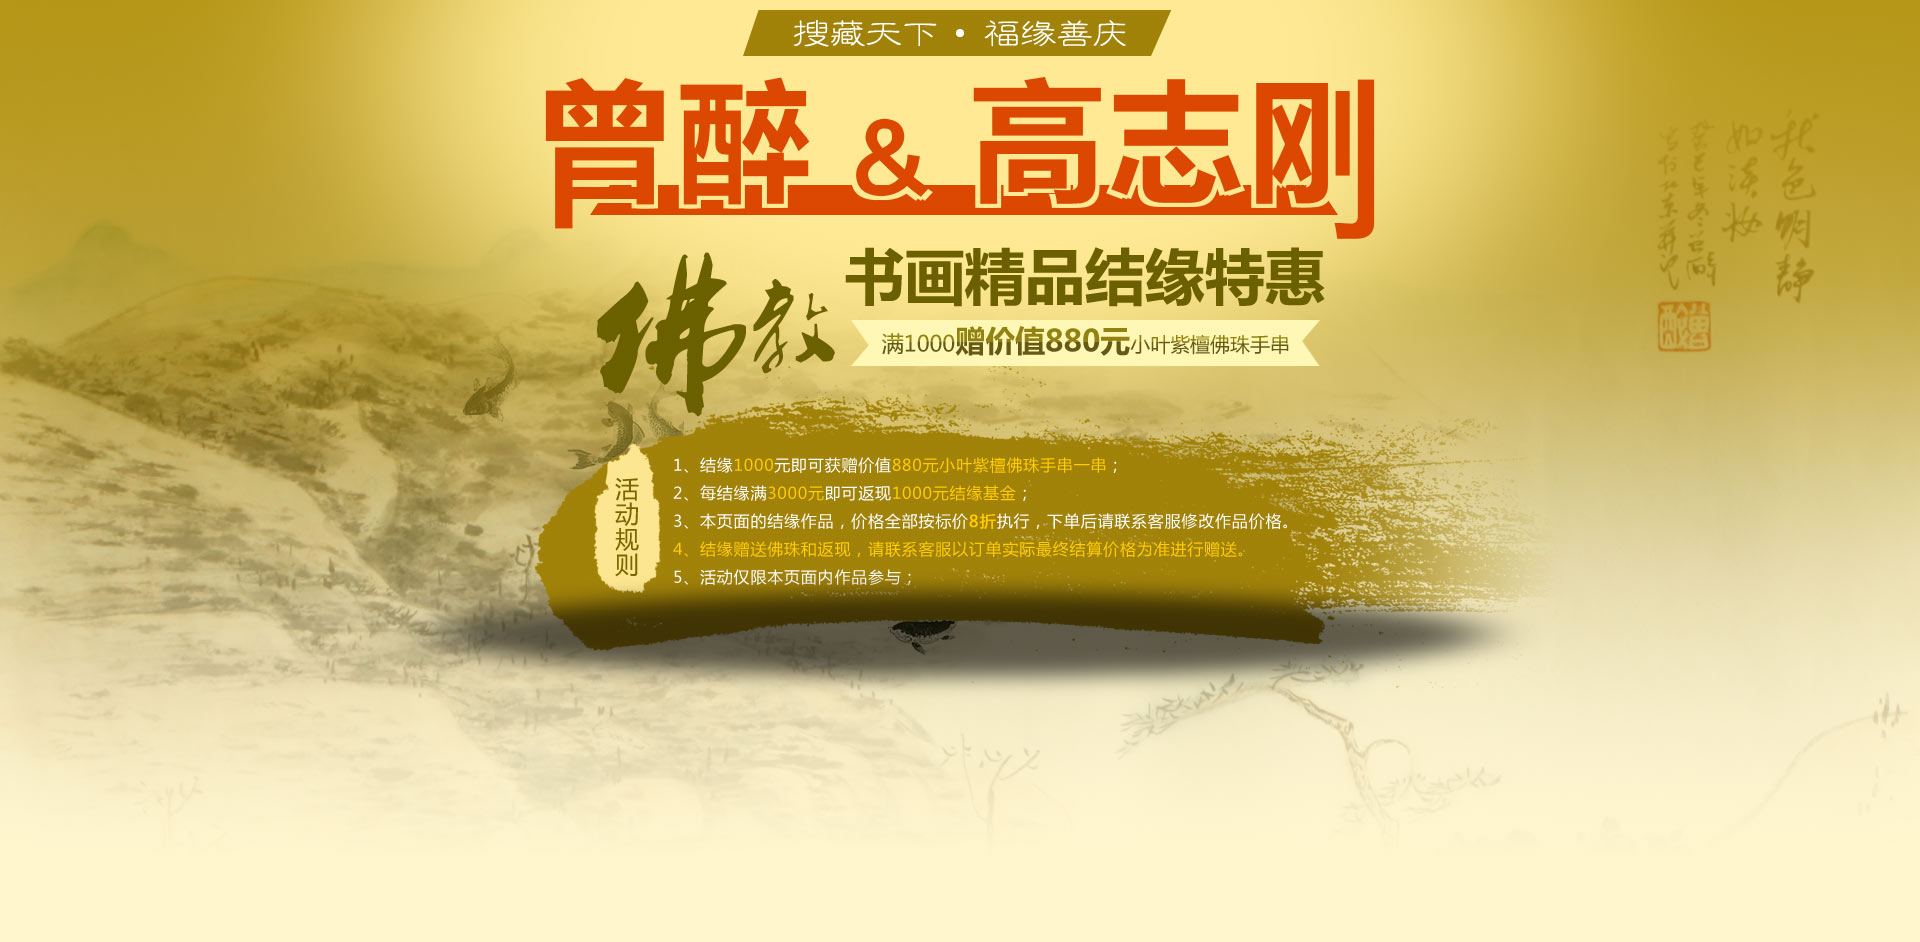 搜藏天下·福缘善庆
曾醉 & 高志刚
佛教
书画精品结缘特惠
满1000赠价值880元小叶紫檀佛珠手串
活动规则
1、结缘1000元即可获赠价值880元小叶紫檀佛珠手串一串；
2、每结缘满3000元即可返现1000元结缘基金；
3、本页面的结缘作品，价格全部按标价8折执行，下单后请联系客服修改作品价格。
4、结缘赠送佛珠和返现，请联系客服以订单实际最终结算价格为准进行赠送。
5、活动仅限本页面内作品参与；
秋色明静
如淡妆